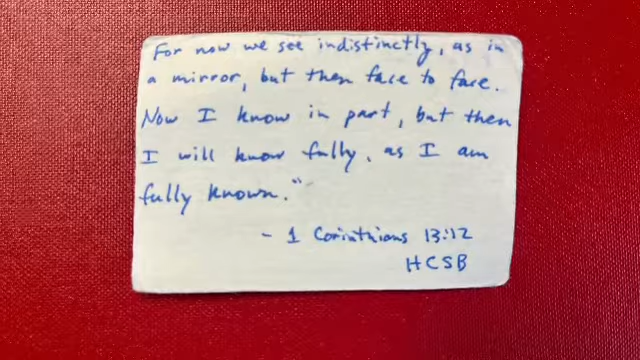 For now we see indistinctly, as in
a mirror, but then face to face.
Now I know in part, but then
I will know fully, as I am
fully known."
- 1 Corinthians 13:12
HCSB